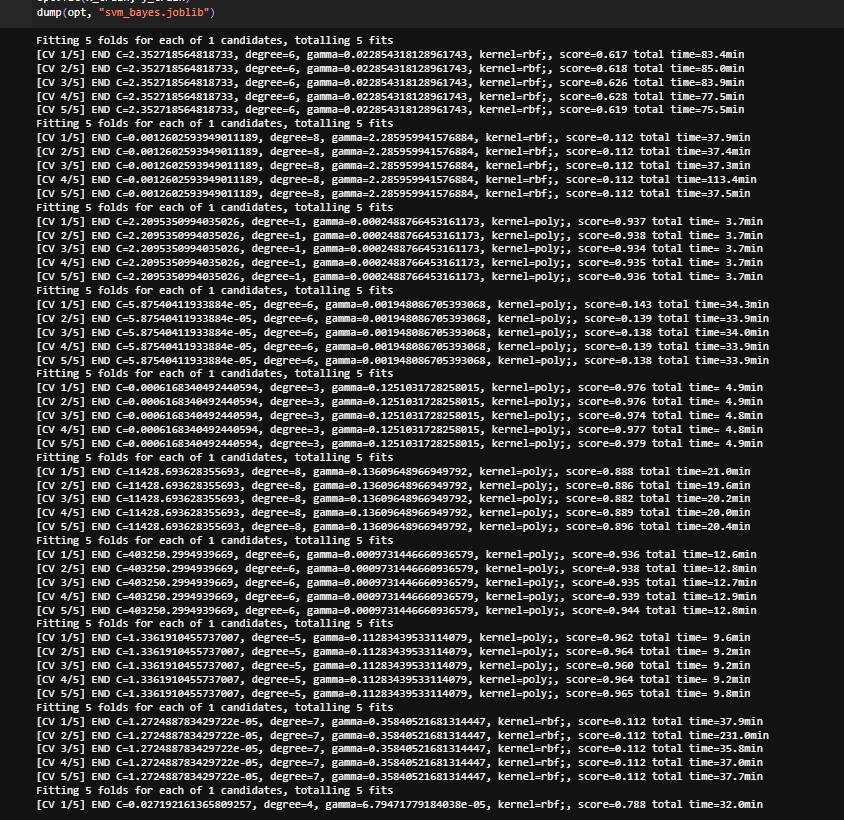 dump(opt, "svm_bayes.joblib")
Fitting 5 folds for each of 1 candidates, totalling 5 fits
[CV 1/5] END C=2.352718564818733, degree=6, gamma=0.022854318128961743, kernel=rbf;, score=0.617 total time=83.4min
[CV 2/5] END C=2.352718564818733, degree=6, gamma=0.022854318128961743, kernel=rbf;, score=0.618 total time=85.0min
[CV 3/5] END C=2.352718564818733, degree=6, gamma=0.022854318128961743, kernel=rbf;, score=0.626 total time=83.9min
[CV 4/5] END C=2.352718564818733, degree=6, gamma=0.022854318128961743, kernel=rbf;, score=0.628 total time=77.5min
[CV 5/5] END C=2.352718564818733, degree=6, gamma=0.022854318128961743, kernel=rbf;, score=0.619 total time=75.5min
Fitting 5 folds for each of 1 candidates, totalling 5 fits
[CV 1/5] END C=0.0012602593949011189, degree=8, gamma=2.285959941576884, kernel=rbf;, score=0.112 total time=37.9min
[CV 2/5] END C=0.0012602593949011189, degree=8, gamma=2.285959941576884, kernel=rbf;, score=0.112 total time=37.4min
[CV 3/5] END C=0.0012602593949011189, degree=8, gamma=2.285959941576884, kernel=rbf;, score=0.112 total time=37.3min
[CV 4/5] END C=0.0012602593949011189, degree=8, gamma=2.285959941576884, kernel=rbf;, score=0.112 total time=113.4min
[CV 5/5] END C=0.0012602593949011189, degree=8, gamma=2.285959941576884, kernel=rbf;, score=0.112 total time=37.5min
Fitting 5 folds for each of 1 candidates, totalling 5 fits
[CV 1/5] END C=2.2095350994035026, degree=1, gamma=0.0002488766453161173, kernel=poly;, score=0.937 total time= 3.7min
[CV 2/5] END C=2.2095350994035026, degree=1, gamma=0.0002488766453161173, kernel=poly;, score=0.938 total time= 3.7min
[CV 3/5] END C=2.2095350994035026, degree=1, gamma=0.0002488766453161173, kernel=poly;, score=0.934 total time= 3.7min
[CV 4/5] END C=2.2095350994035026, degree=1, gamma=0.0002488766453161173, kernel=poly;, score=0.935 total time= 3.7min
[CV 5/5] END C=2.2095350994035026, degree=1, gamma=0.0002488766453161173, kernel=poly;, score=0.936 total time= 3.7min
Fitting 5 folds for each of 1 candidates, totalling 5 fits
[CV 1/5] END C=5.87540411933884e-05, degree=6, gamma=0.001948086705393068, kernel=poly;, score=0.143 total time=34.3min
[CV 2/5] END C=5.87540411933884e-05, degree=6, gamma=0.001948086705393068, kernel=poly;, score=0.139 total time=33.9min
[CV 3/5] END C=5.87540411933884e-05, degree=6, gamma=0.001948086705393068, kernel=poly;, score=0.138 total time=34.0min
[CV 4/5] END C=5.87540411933884e-05, degree=6, gamma=0.001948086705393068, kernel=poly;, score=0.139 total time=33.9min
[CV 5/5] END C=5.87540411933884e-05, degree=6, gamma=0.001948086705393068, kernel=poly;, score=0.138 total time=33.9min
Fitting 5 folds for each of 1 candidates, totalling 5 fits
[CV 1/5] END C=0.0006168340492440594, degree=3, gamma=0.1251031728258015, kernel=poly;, score=0.976 total time= 4.9min
[CV 2/5] END C=0.0006168340492440594, degree=3, gamma=0.1251031728258015, kernel=poly;, score=0.976 total time= 4.9min
[CV 3/5] END C=0.0006168340492440594, degree=3, gamma=0.1251031728258015, kernel=poly;, score=0.974 total time= 4.8min
[CV 4/5] END C=0.0006168340492440594, degree=3, gamma=0.1251031728258015, kernel=poly;, score=0.977 total time= 4.8min
[CV 5/5] END C=0.0006168340492440594, degree=3, gamma=0.1251031728258015, kernel=poly;, score=0.979 total time= 4.9min
Fitting 5 folds for each of 1 candidates, totalling 5 fits
[CV 1/5] END C=11428.693628355693, degree=8, gamma=0.13609648966949792, kernel=poly;, score=0.888 total time=21.0min
[CV 2/5] END C=11428.693628355693, degree=8, gamma=0.13609648966949792, kernel=poly;, score=0.886 total time=19.6min
[CV 3/5] END C=11428.693628355693, degree=8, gamma=0.13609648966949792, kernel=poly;, score=0.882 total time=20.2min
[CV 4/5] END C=11428.693628355693, degree=8, gamma=0.13609648966949792, kernel=poly;, score=0.889 total time=20.0min
[CV 5/5] END C=11428.693628355693, degree=8, gamma=0.13609648966949792, kernel=poly;, score=0.896 total time=20.4min
Fitting 5 folds for each of 1 candidates, totalling 5 fits
[CV 1/5] END C=403250.2994939669, degree=6, gamma=0.0009731446660936579, kernel=poly;, score=0.936 total time=12.6min
[CV 2/5] END C=403250.2994939669, degree=6, gamma=0.0009731446660936579, kernel=poly;, score=0.938 total time=12.8min
[CV 3/5] END C=403250.2994939669, degree=6, gamma=0.0009731446660936579, kernel=poly;, score=0.935 total time=12.7min
[CV 4/5] END C=403250.2994939669, degree=6, gamma=0.0009731446660936579, kernel=poly;, score=0.939 total time=12.9min
[CV 5/5] END C=403250.2994939669, degree=6, gamma=0.0009731446660936579, kernel=poly;, score=0.944 total time=12.8min
Fitting 5 folds for each of 1 candidates, totalling 5 fits
[CV 1/5] END C=1.3361910455737007, degree=5, gamma=0.11283439533114079, kernel=poly;, score=0.962 total time= 9.6min
[CV 2/5] END C=1.3361910455737007, degree=5, gamma=0.11283439533114079, kernel=poly;, score=0.964 total time= 9.2min
[CV 3/5] END C=1.3361910455737007, degree=5, gamma=0.11283439533114079, kernel=poly;, score=0.960 total time= 9.2min
[CV 4/5] END C=1.3361910455737007, degree=5, gamma=0.11283439533114079, kernel=poly;, score=0.964 total time= 9.2min
[CV 5/5] END C=1.3361910455737007, degree=5, gamma=0.11283439533114079, kernel=poly;, score=0.965 total time= 9.8min
Fitting 5 folds for each of 1 candidates, totalling 5 fits
[CV 1/5] END C=1.272488783429722e-05, degree=7, gamma=0.35840521681314447, kernel=rbf;, score=0.112 total time=37.9min
[CV 2/5] END C=1.272488783429722e-05, degree=7, gamma=0.35840521681314447, kernel=rbf;, score=0.112 total time=231.0min
[CV 3/5] END C=1.272488783429722e-05, degree=7, gamma=0.35840521681314447, kernel=rbf;, score=0.112 total time=35.8min
[CV 4/5] END C=1.272488783429722e-05, degree=7, gamma=0.35840521681314447, kernel=rbf;, score=0.112 total time=37.0min
[CV 5/5] END C=1.272488783429722e-05, degree=7, gamma=0.35840521681314447, kernel=rbf;, score=0.112 total time=37.7min
Fitting 5 folds for each of 1 candidates, totalling 5 fits
[CV 1/5] END C=0.027192161365809257, degree=4, gamma=6.79471779184038e-05, kernel=rbf;, score=0.788 total time=32.0min